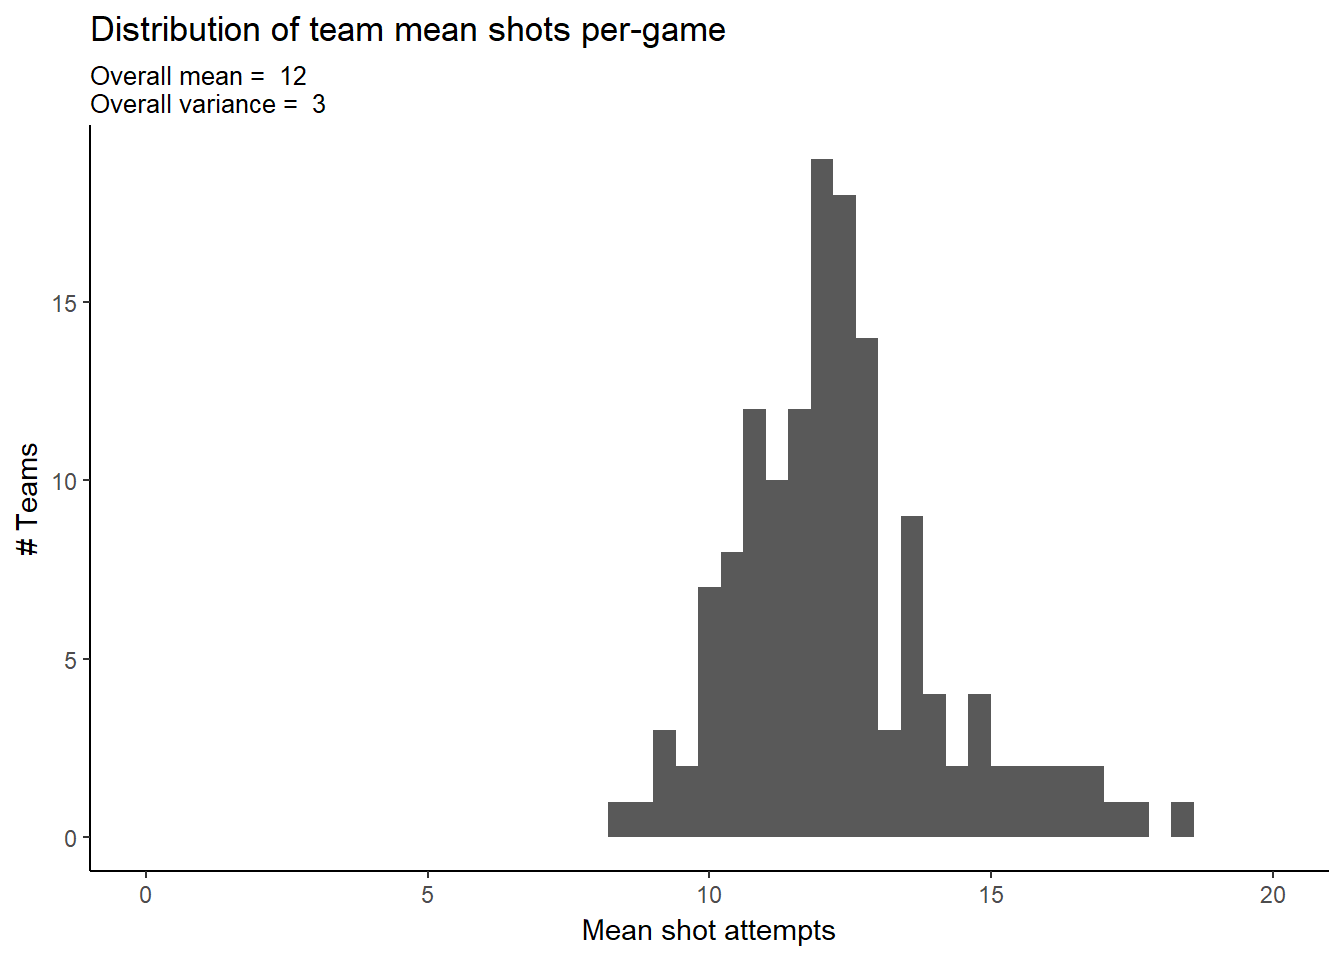 Distribution of team mean shots per-game
Overall mean =  12
Overall variance =  3
# Teams
15
10
5
0
0
5
10
15
20
Mean shot attempts